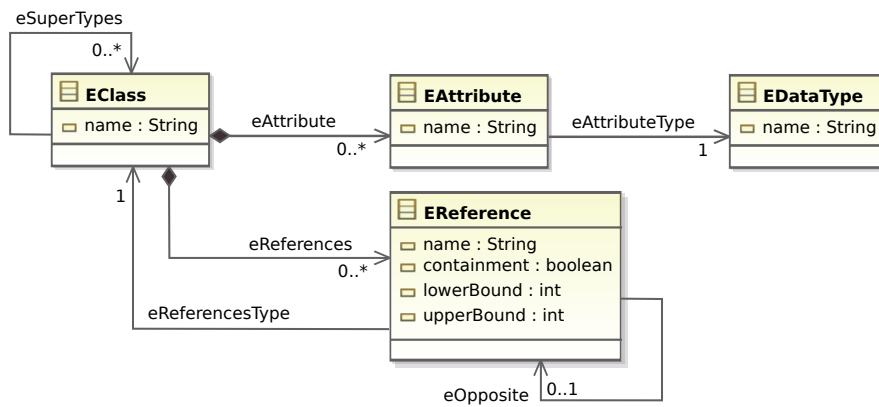 eSuperTypes
0..*
EClass
name : String
eAttribute
0..*
EAttribute
name : String
eAttributeType
1
EDataType
name : String
1
eReferences
0..*
eReferencesType
EReference
name : String
containment : boolean
lowerBound : int
upperBound : int
eOpposite
0..1